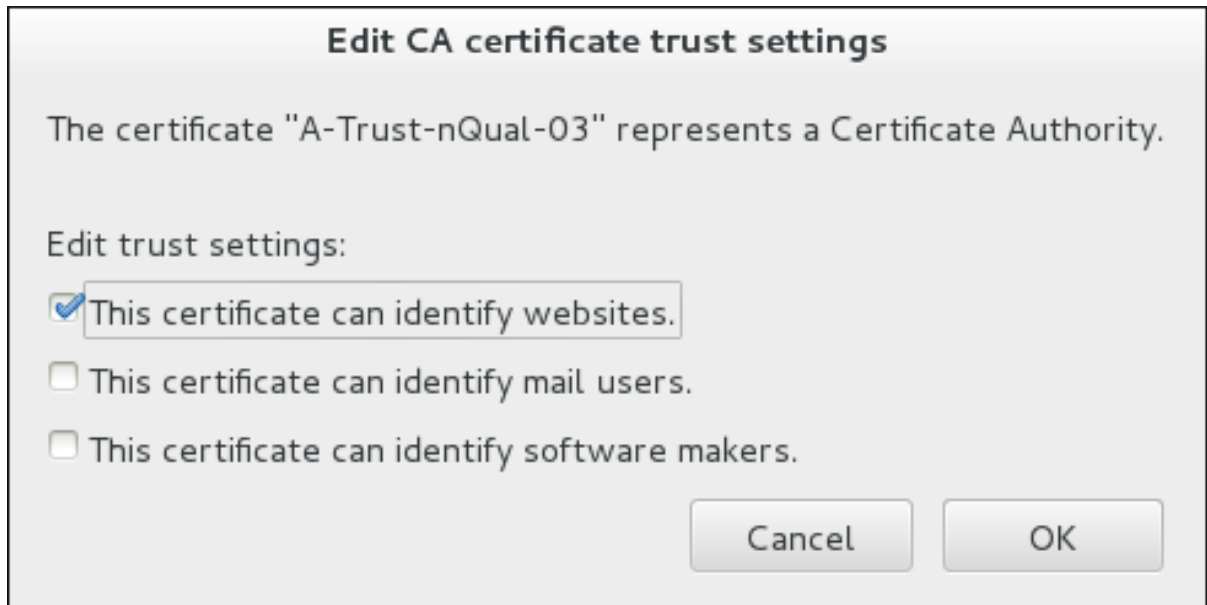 Edit CA certificate trust settings
The certificate "A-Trust-nQual-03" represents a Certificate Authority.
Edit trust settings:
This certificate can identify websites.
This certificate can identify mail users.
This certificate can identify software makers.
Cancel OK